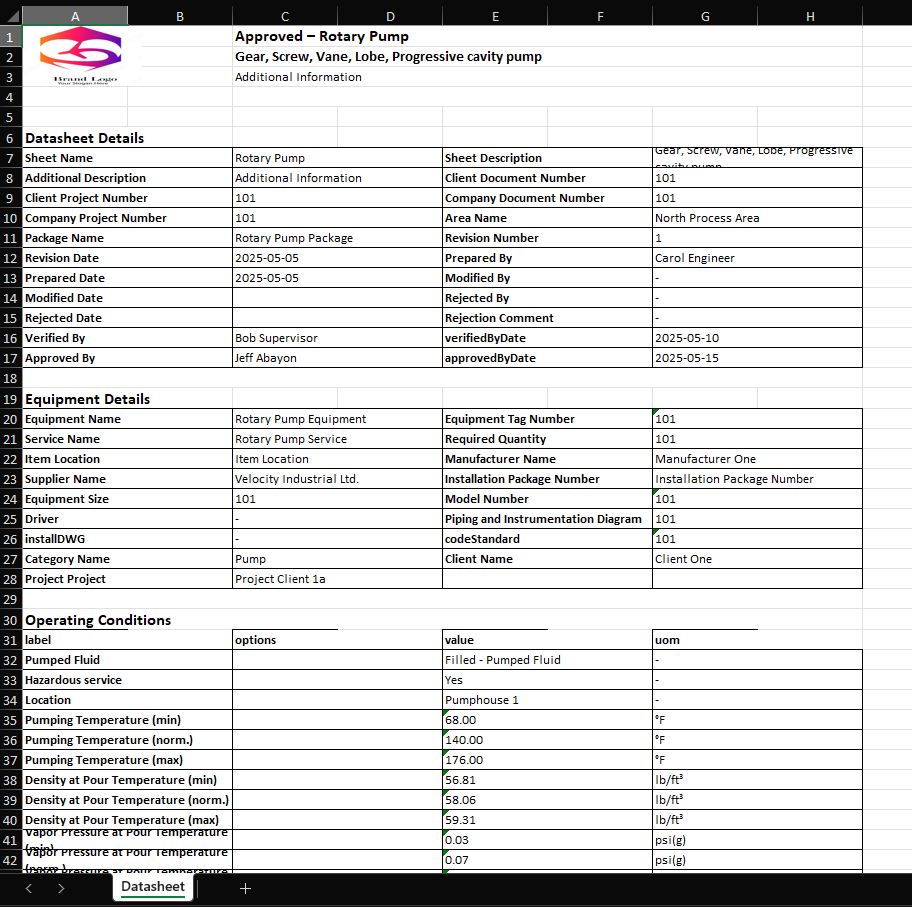 A B C D E F G H
1 Approved – Rotary Pump
2 Gear, Screw, Vane, Lobe, Progressive cavity pump
3 Brand Logo Additional Information
4
5
6 Datasheet Details
7 Sheet Name Rotary Pump Sheet Description Gear, Screw, Vane, Lobe, Progressive cavity pump
8 Additional Description Additional Information Client Document Number 101
9 Client Project Number 101 Company Document Number 101
10 Company Project Number 101 Area Name North Process Area
11 Package Name Rotary Pump Package Revision Number 1
12 Revision Date 2025-05-05 Prepared By Carol Engineer
13 Prepared Date 2025-05-05 Modified By -
14 Modified Date Rejected By -
15 Rejected Date Rejection Comment -
16 Verified By Bob Supervisor verifiedByDate 2025-05-10
17 Approved By Jeff Abayon approvedByDate 2025-05-15
18
19 Equipment Details
20 Equipment Name Rotary Pump Equipment Equipment Tag Number 101
21 Service Name Rotary Pump Service Required Quantity 101
22 Item Location Item Location Manufacturer Name Manufacturer One
23 Supplier Name Velocity Industrial Ltd. Installation Package Number Installation Package Number
24 Equipment Size 101 Model Number 101
25 Driver - Piping and Instrumentation Diagram 101
26 installDWG - codeStandard 101
27 Category Name Pump Client Name Client One
28 Project Project Project Client 1a
29
30 Operating Conditions
31 label options value uom
32 Pumped Fluid Filled - Pumped Fluid -
33 Hazardous service Yes -
34 Location Pumphouse 1 -
35 Pumping Temperature (min) 68.00 °F
36 Pumping Temperature (norm.) 140.00 °F
37 Pumping Temperature (max) 176.00 °F
38 Density at Pour Temperature (min) 56.81 lb/ft³
39 Density at Pour Temperature (norm.) 58.06 lb/ft³
40 Density at Pour Temperature (max) 59.31 lb/ft³
41 Vapor Pressure at Pour Temperature (min) 0.03 psi(g)
42 Vapor Pressure at Pour Temperature (norm.) 0.07 psi(g)
Vapor Pressure at Pour Temperature
Datasheet